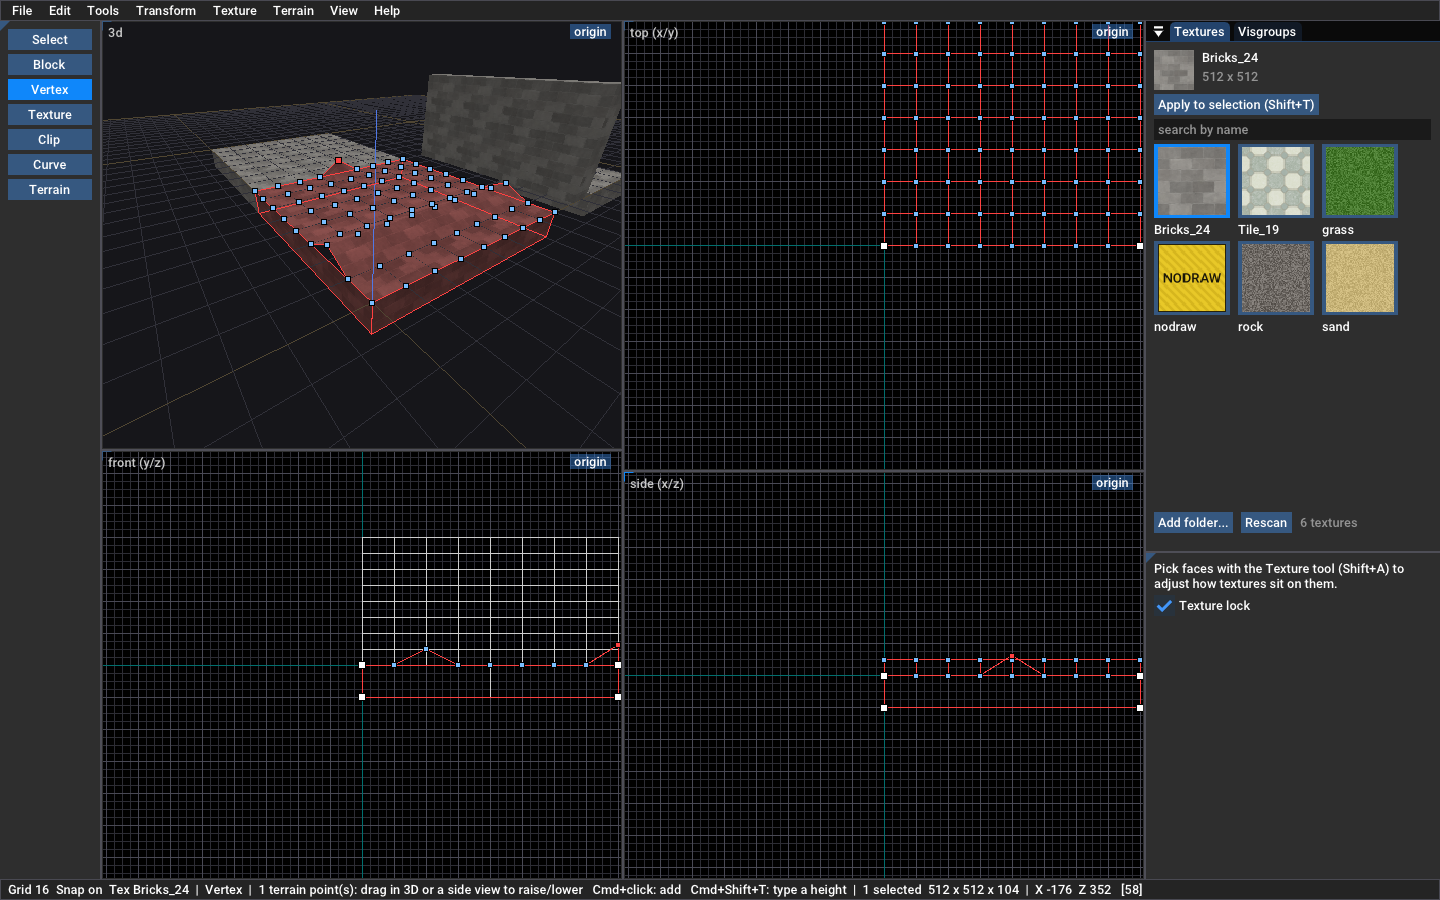 File Edit Tools Transform Texture Terrain View Help
Select
Block
Vertex
Texture
Clip
Curve
Terrain
3d
origin
top (x/y)
origin
front (y/z)
origin
side (x/z)
origin
Textures Visgroups
Bricks_24
512 x 512
Apply to selection (Shift+T)
search by name
Bricks_24 Tile_19 grass
NODRAW
nodraw rock sand
Add folder... Rescan 6 textures
Pick faces with the Texture tool (Shift+A) to
adjust how textures sit on them.
Texture lock
Grid 16 Snap on Tex Bricks_24 | Vertex | 1 terrain point(s): drag in 3D or a side view to raise/lower Cmd+click: add Cmd+Shift+T: type a height | 1 selected 512 x 512 x 104 | X -176 Z 352 [58]